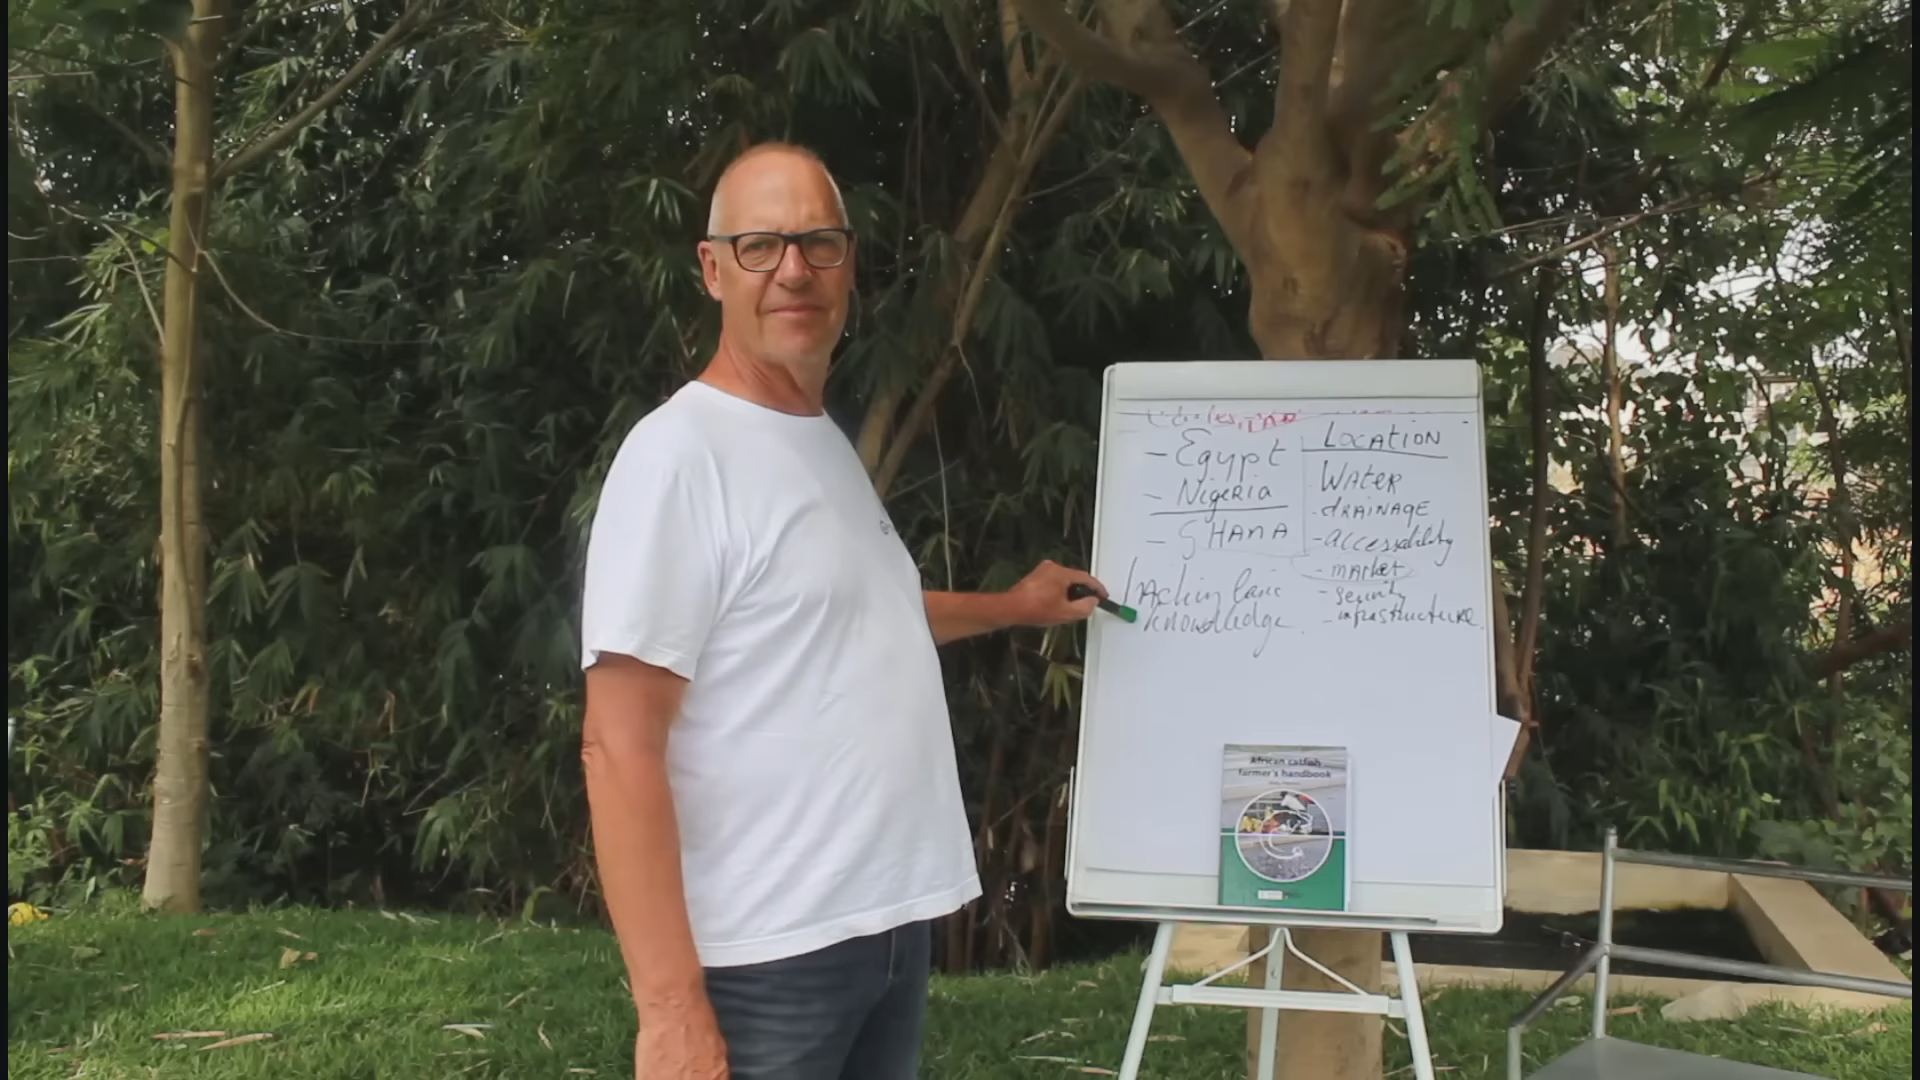 - Egypt
- Nigeria
- GHANA
lacking basic
knowledge.
LOCATION
WATER
- dRAINAGE
- accessability
- market
- security
- infrastructure.
African catfish
farmer's handbook